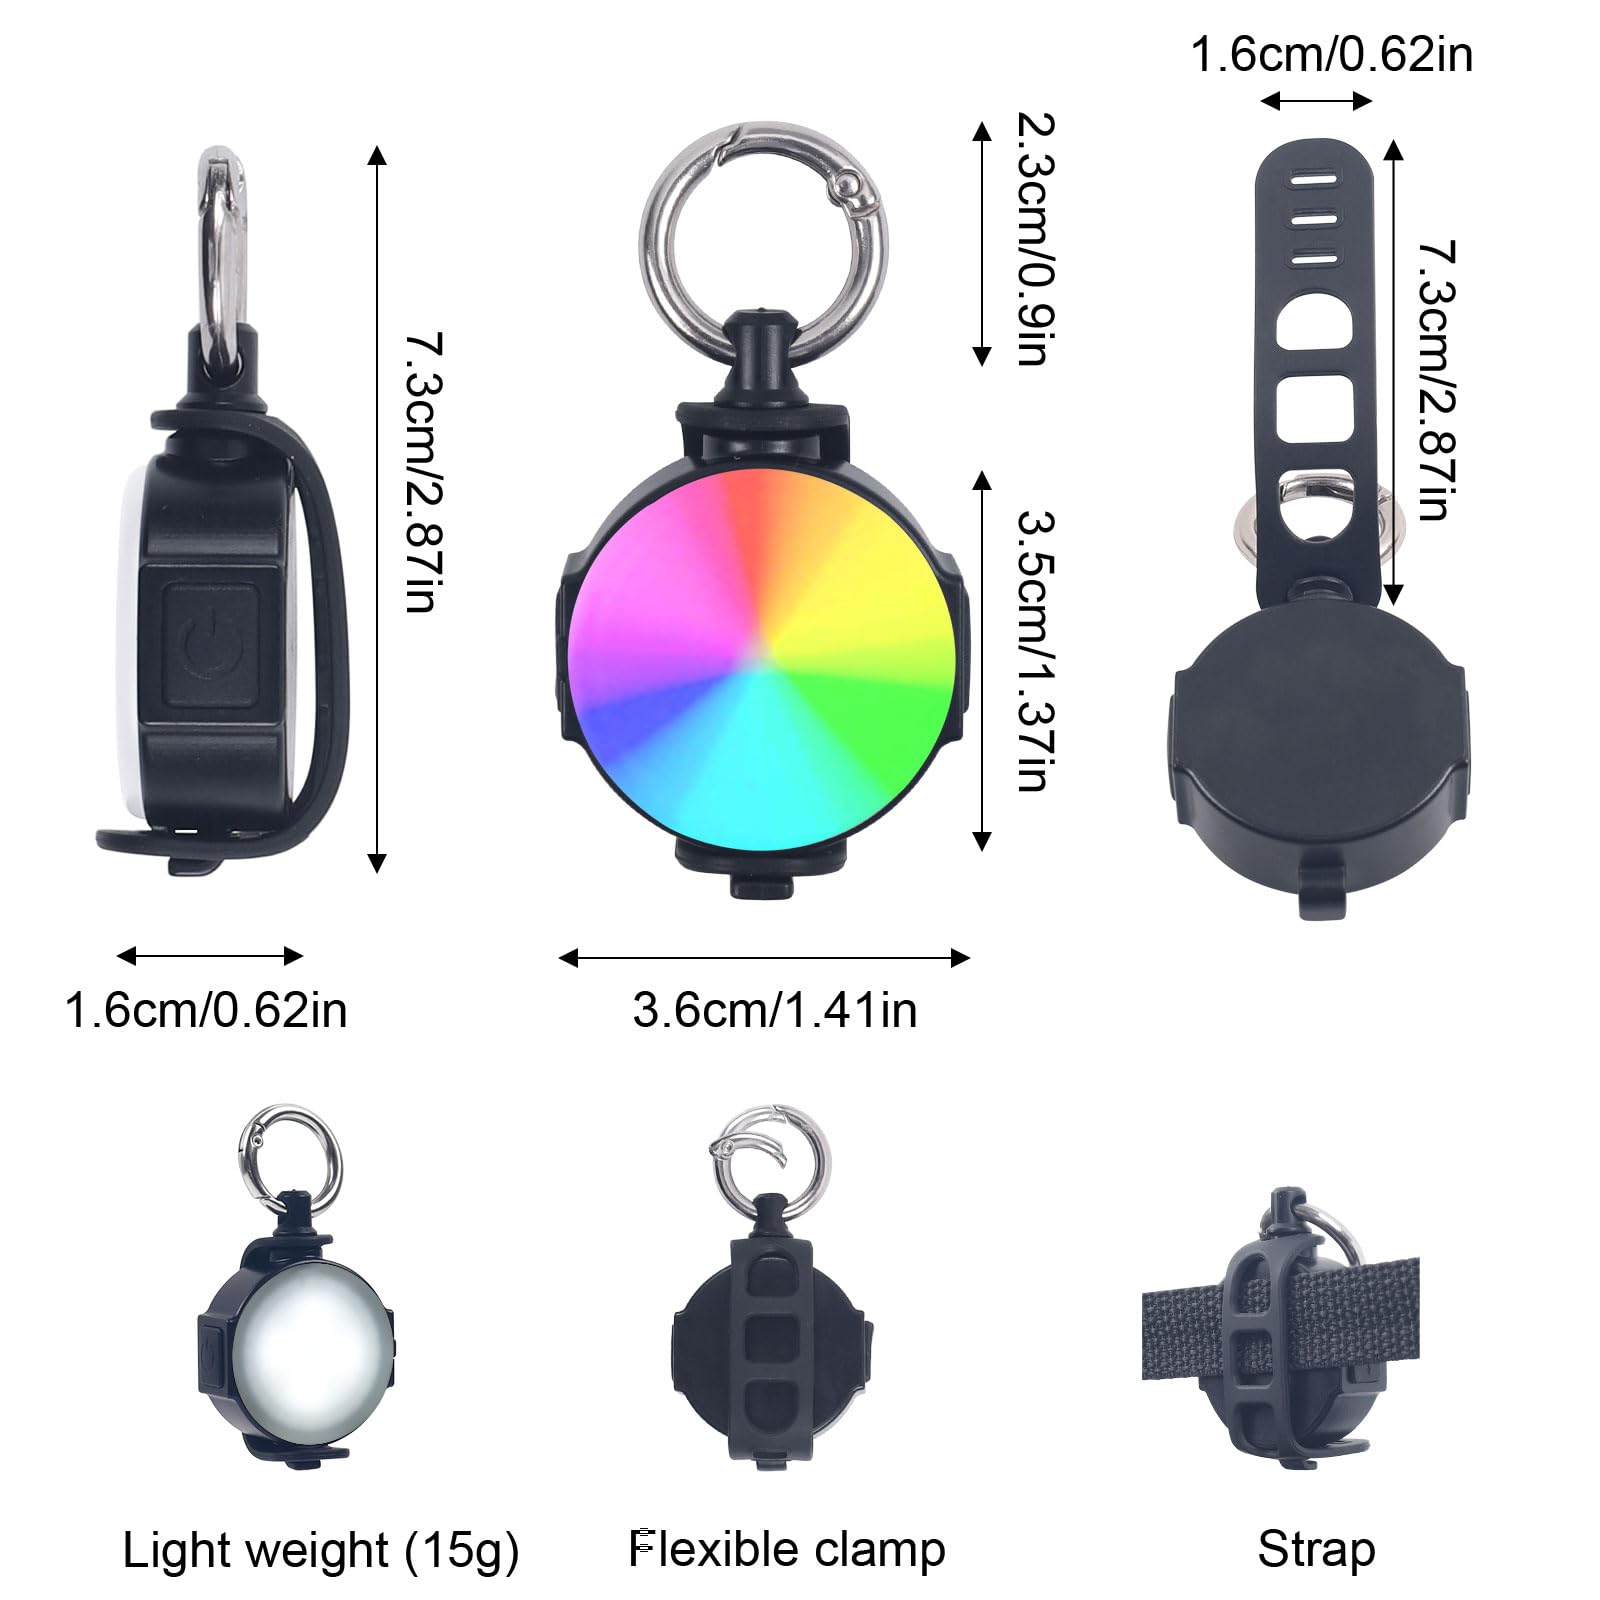 1.6cm/0.62in
2.3cm/0.9in
7.3cm/2.87in
7.3cm/2.87in
3.5cm/1.37in
1.6cm/0.62in
3.6cm/1.41in
Light weight (15g)
Flexible clamp
Strap